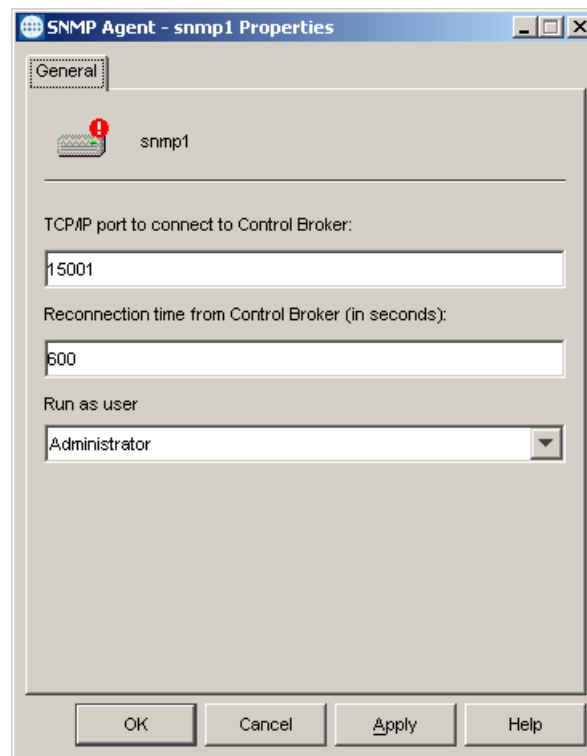 SNMP Agent - snmp1 Properties
General
snmp1
TCP/IP port to connect to Control Broker:
15001
Reconnection time from Control Broker (in seconds):
600
Run as user
Administrator
OK Cancel Apply Help